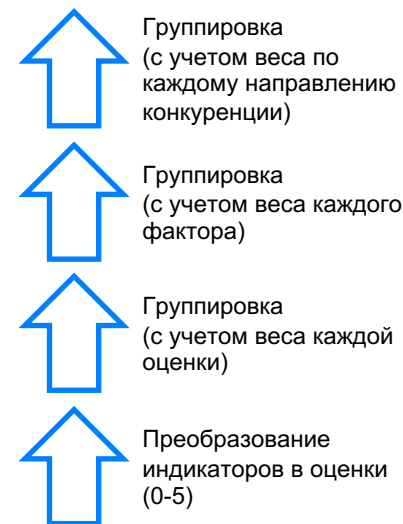 Группировка
(с учетом веса по
каждому направлению
конкуренции)
Группировка
(с учетом веса каждого
фактора)
Группировка
(с учетом веса каждой
оценки)
Преобразование
индикаторов в оценки
(0-5)